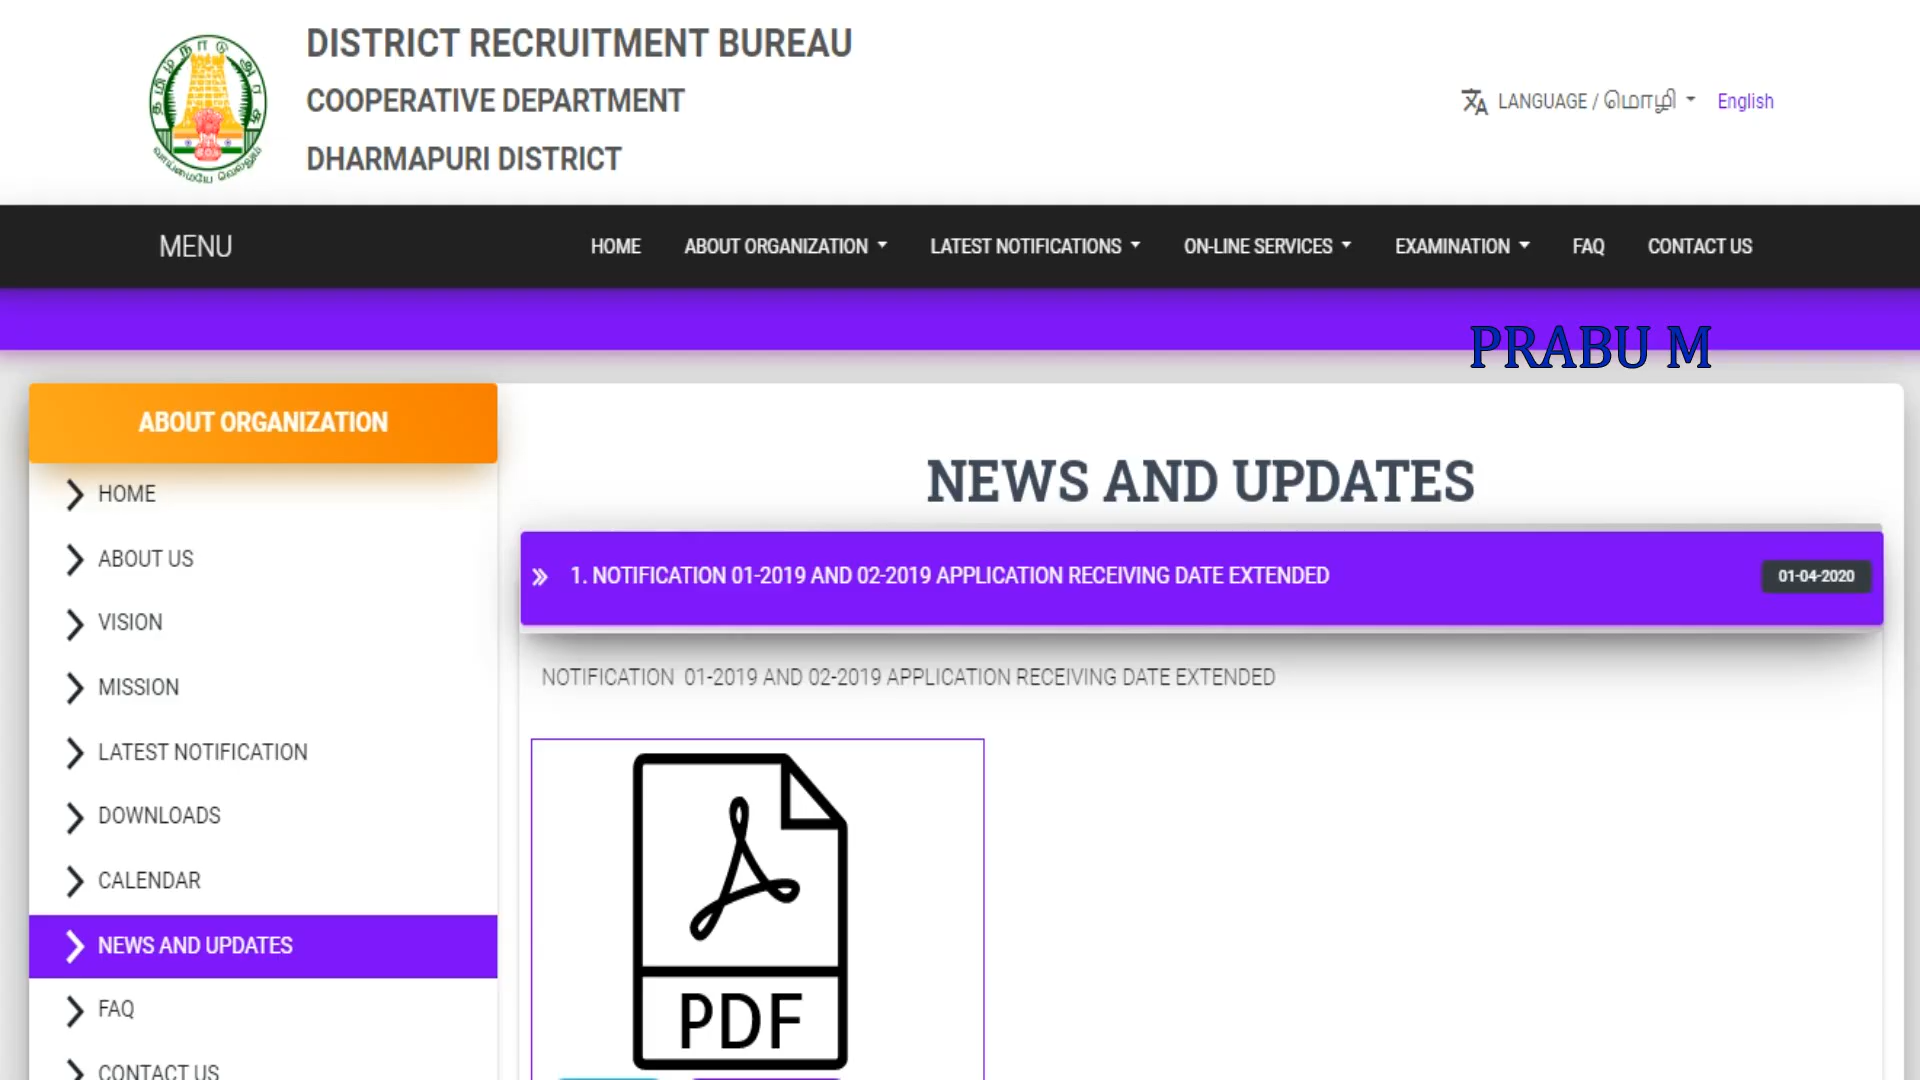 DISTRICT RECRUITMENT BUREAU
COOPERATIVE DEPARTMENT
DHARMAPURI DISTRICT
LANGUAGE / மொழி English
MENU HOME ABOUT ORGANIZATION LATEST NOTIFICATIONS ON-LINE SERVICES EXAMINATION FAQ CONTACT US
PRABU M
ABOUT ORGANIZATION
HOME
ABOUT US
VISION
MISSION
LATEST NOTIFICATION
DOWNLOADS
CALENDAR
NEWS AND UPDATES
FAQ
CONTACT US
NEWS AND UPDATES
1. NOTIFICATION 01-2019 AND 02-2019 APPLICATION RECEIVING DATE EXTENDED 01-04-2020
NOTIFICATION 01-2019 AND 02-2019 APPLICATION RECEIVING DATE EXTENDED
PDF